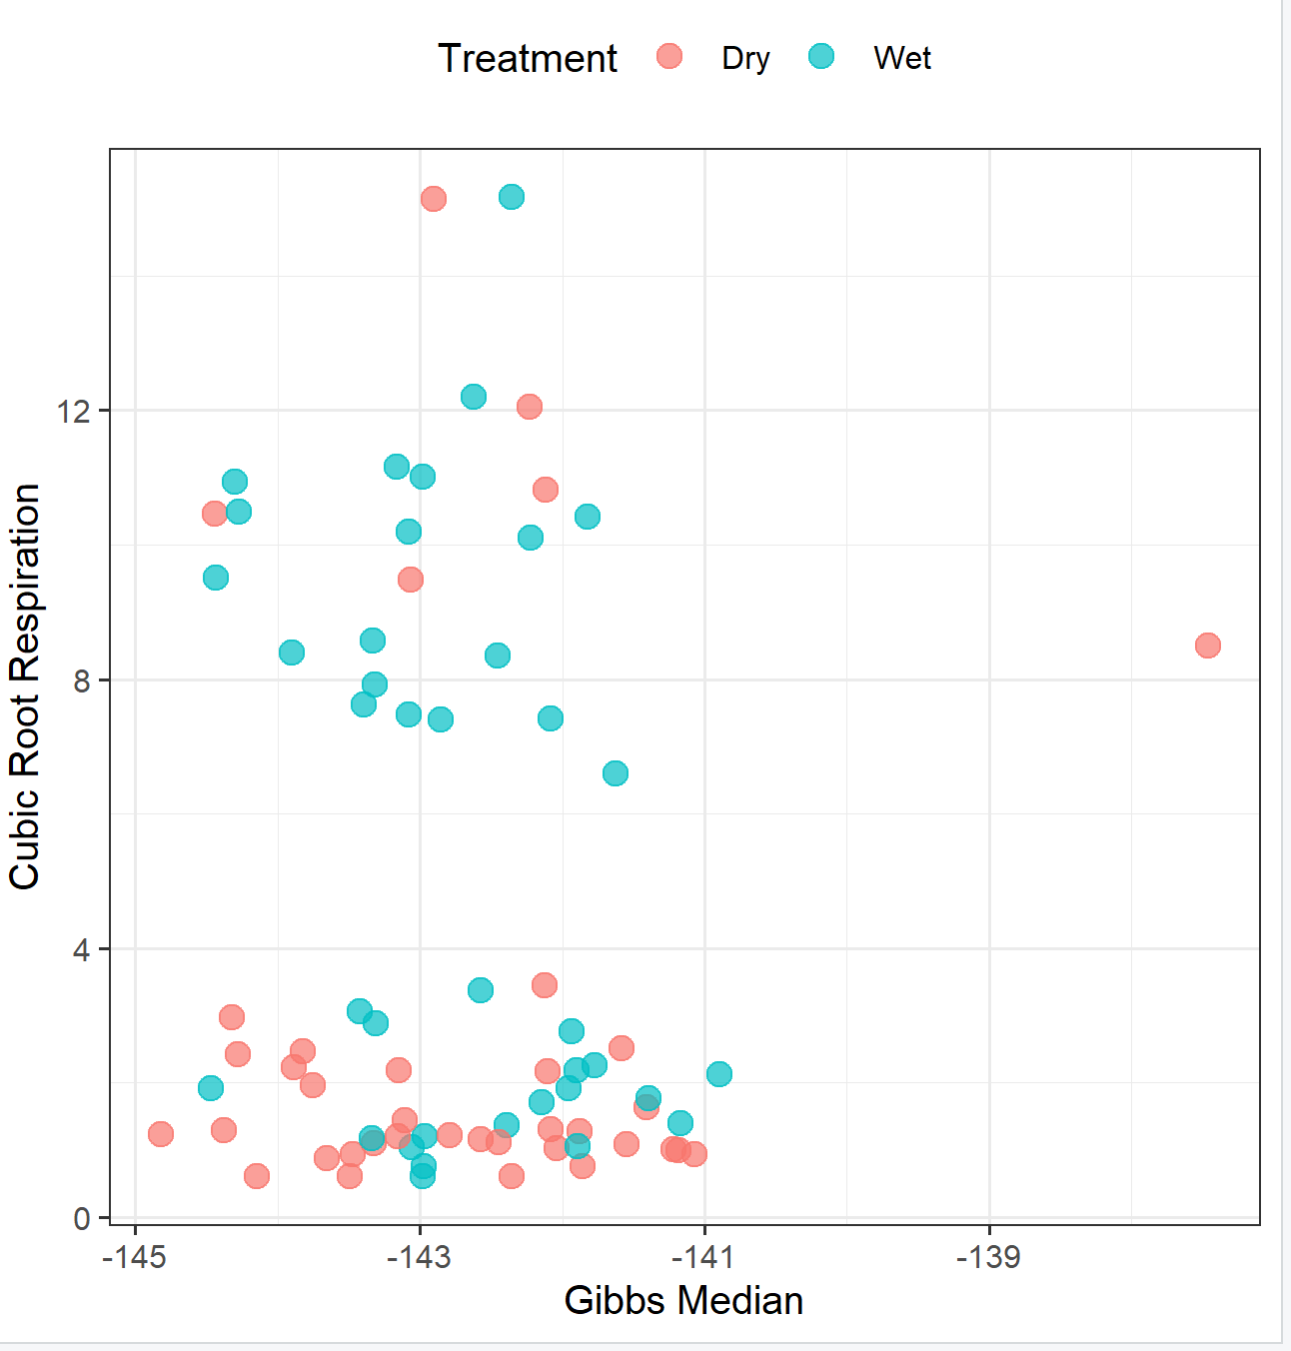 Treatment Dry Wet
12
8
4
0
Cubic Root Respiration
-145 -143 -141 -139
Gibbs Median